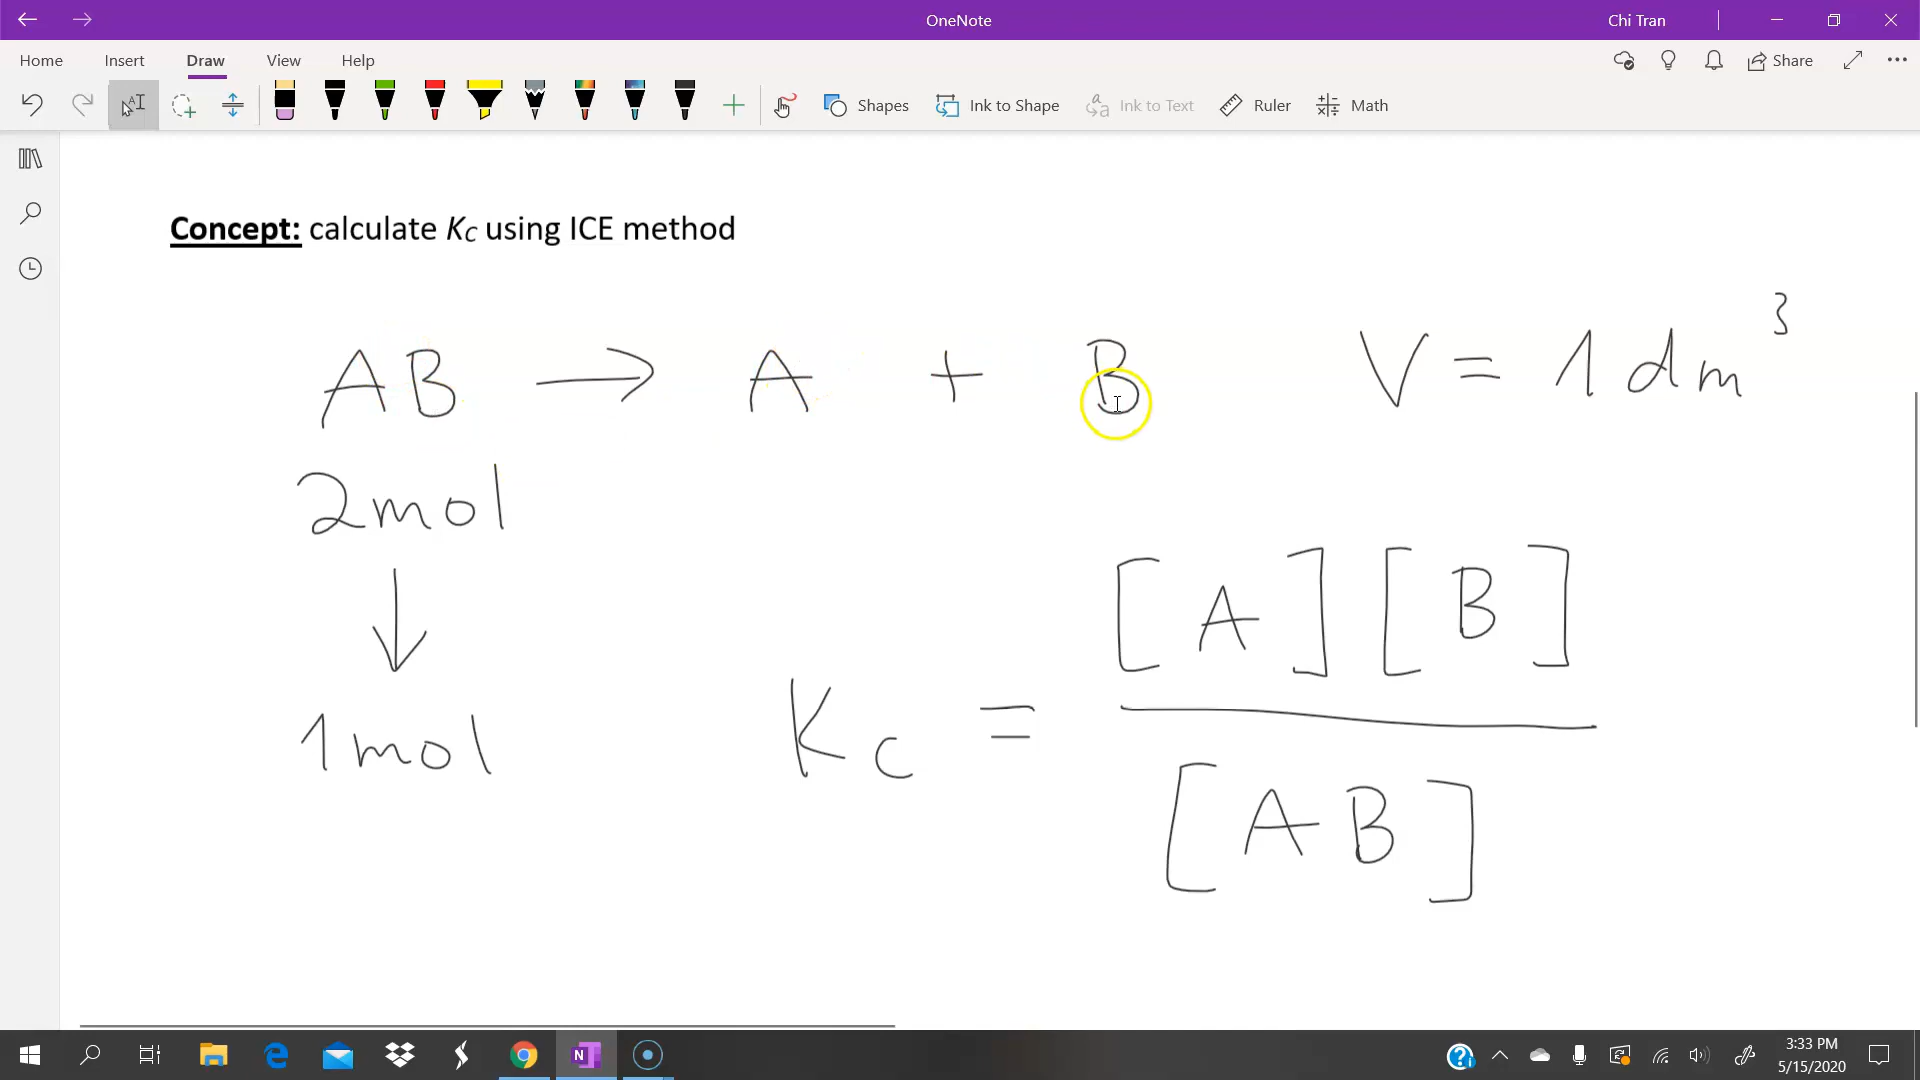 OneNote
Chi Tran
Home Insert Draw View Help
Share
Shapes Ink to Shape Ink to Text Ruler Math
Concept: calculate KC using ICE method
AB → A + B V = 1 dm³
2mol
↓
1mol
[A][B]
Kc =
[AB]
3:33 PM
5/15/2020